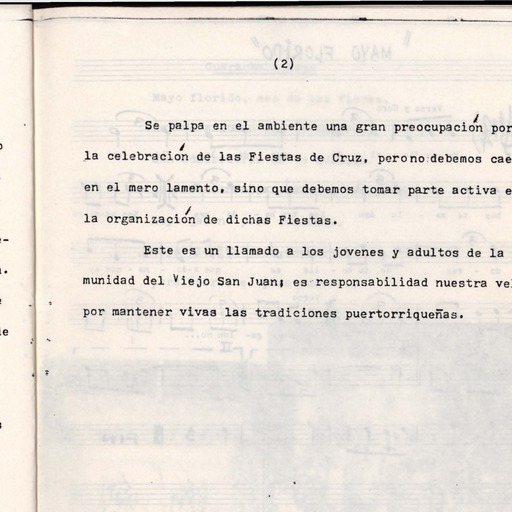 (2)
Se palpa en el ambiente una gran preocupación por
la celebración de las Fiestas de Cruz, pero no debemos cae
en el mero lamento, sino que debemos tomar parte activa e
la organización de dichas Fiestas.
Este es un llamado a los jovenes y adultos de la
munidad del Viejo San Juan; es responsabilidad nuestra ve
por mantener vivas las tradiciones puertorriqueñas.